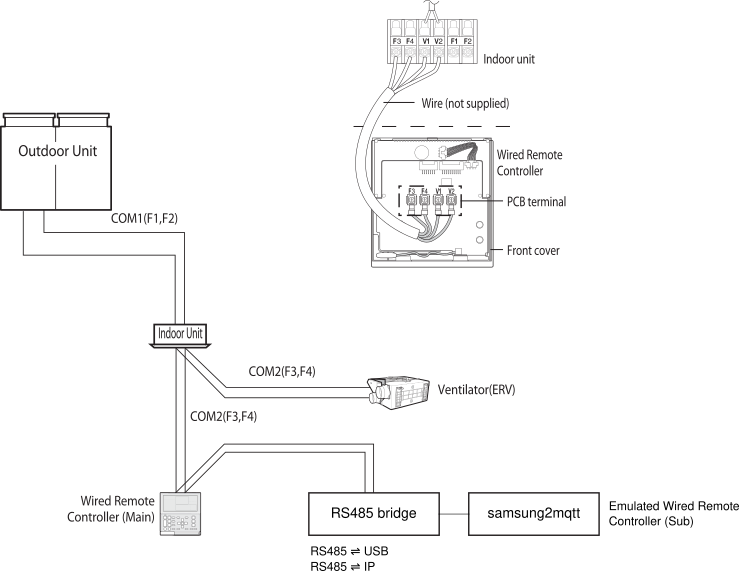 F3 F4 V1 V2 F1 F2
Indoor unit
Wire (not supplied)
Outdoor Unit
Wired Remote
Controller
F3 F4 V1 V2
PCB terminal
COM1(F1,F2)
Front cover
Indoor Unit
COM2(F3,F4)
Ventilator(ERV)
COM2(F3,F4)
Wired Remote
Controller (Main)
RS485 bridge
samsung2mqtt
Emulated Wired Remote
Controller (Sub)
RS485 ⇌ USB
RS485 ⇌ IP